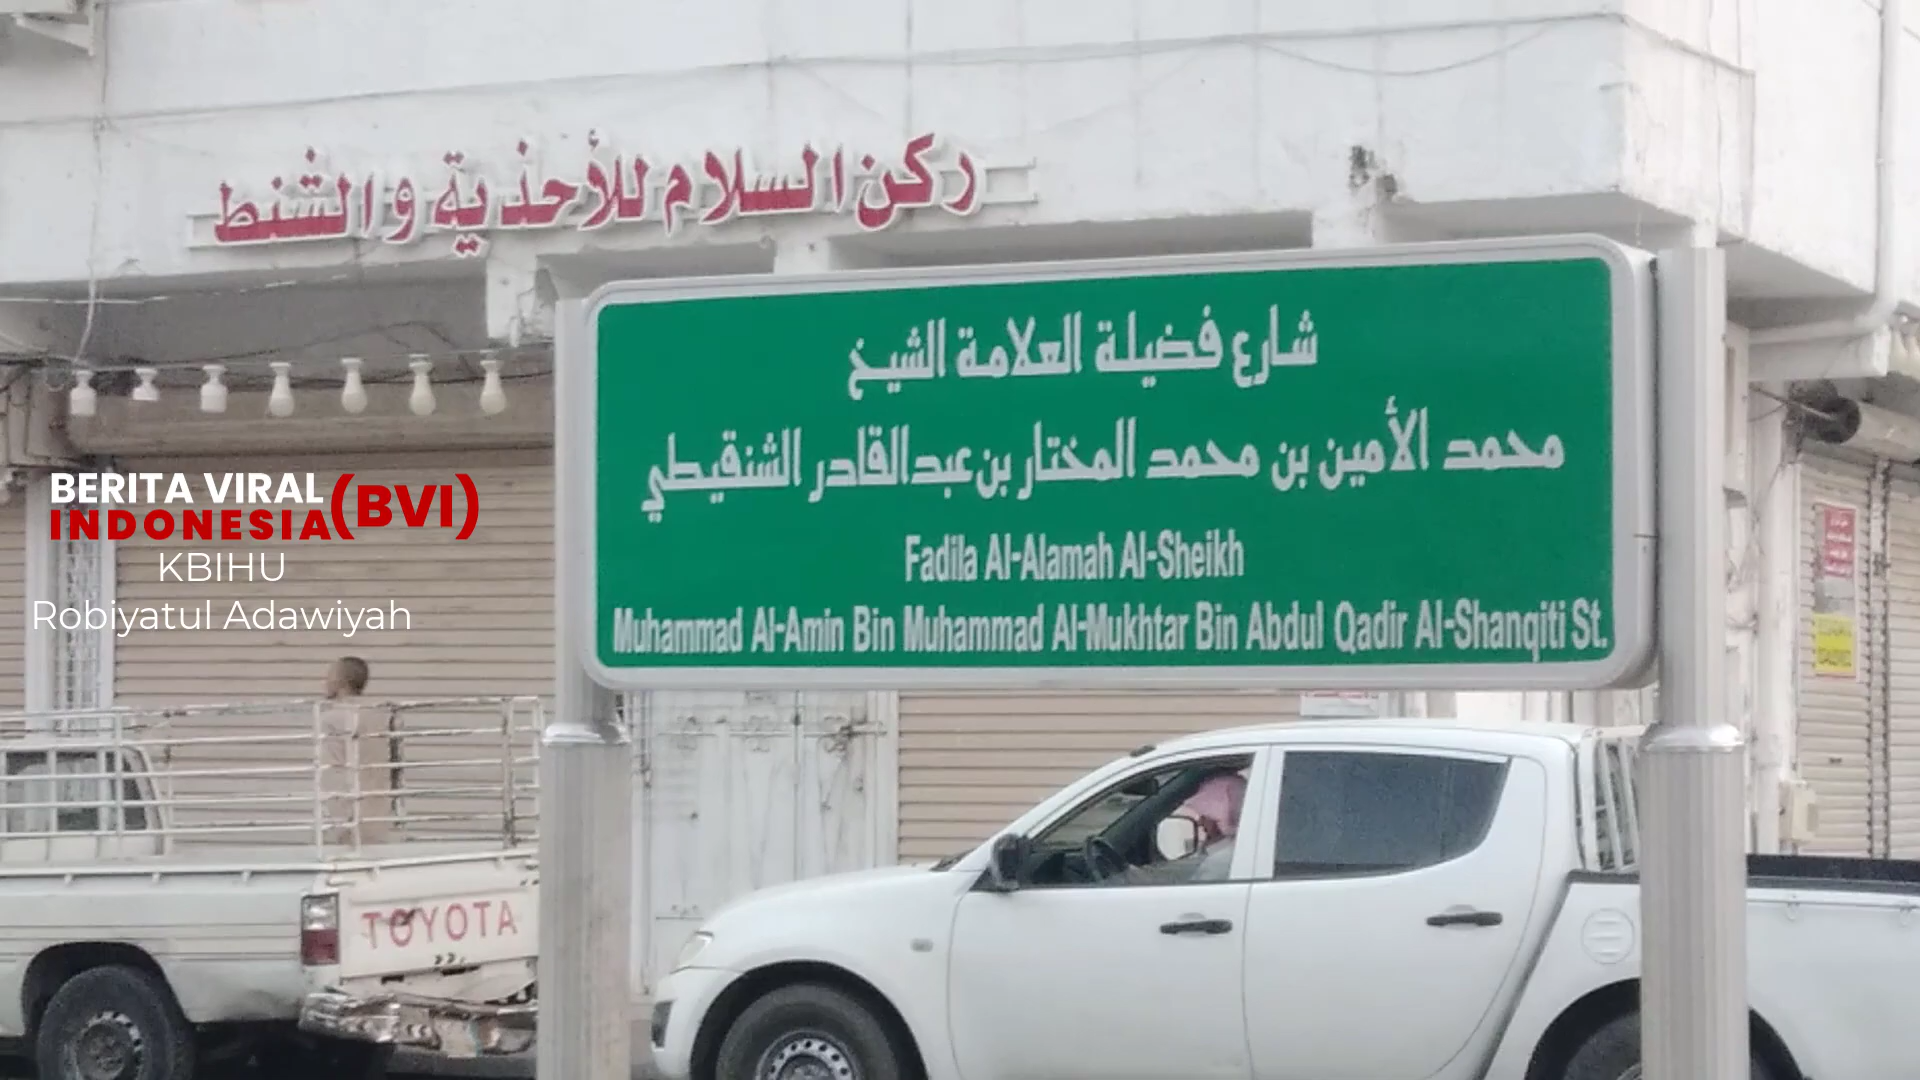 ركن السلام للأحذية والشنط
شارع فضيلة العلامة الشيخ
محمد الأمين بن محمد المختار بن عبدالقادر الشنقيطي
Fadila Al-Alamah Al-Sheikh
Muhammad Al-Amin Bin Muhammad Al-Mukhtar Bin Abdul Qadir Al-Shanqiti St.
BERITA VIRAL
INDONESIA (BVI)
KBIHU
Robiyatul Adawiyah
TOYOTA